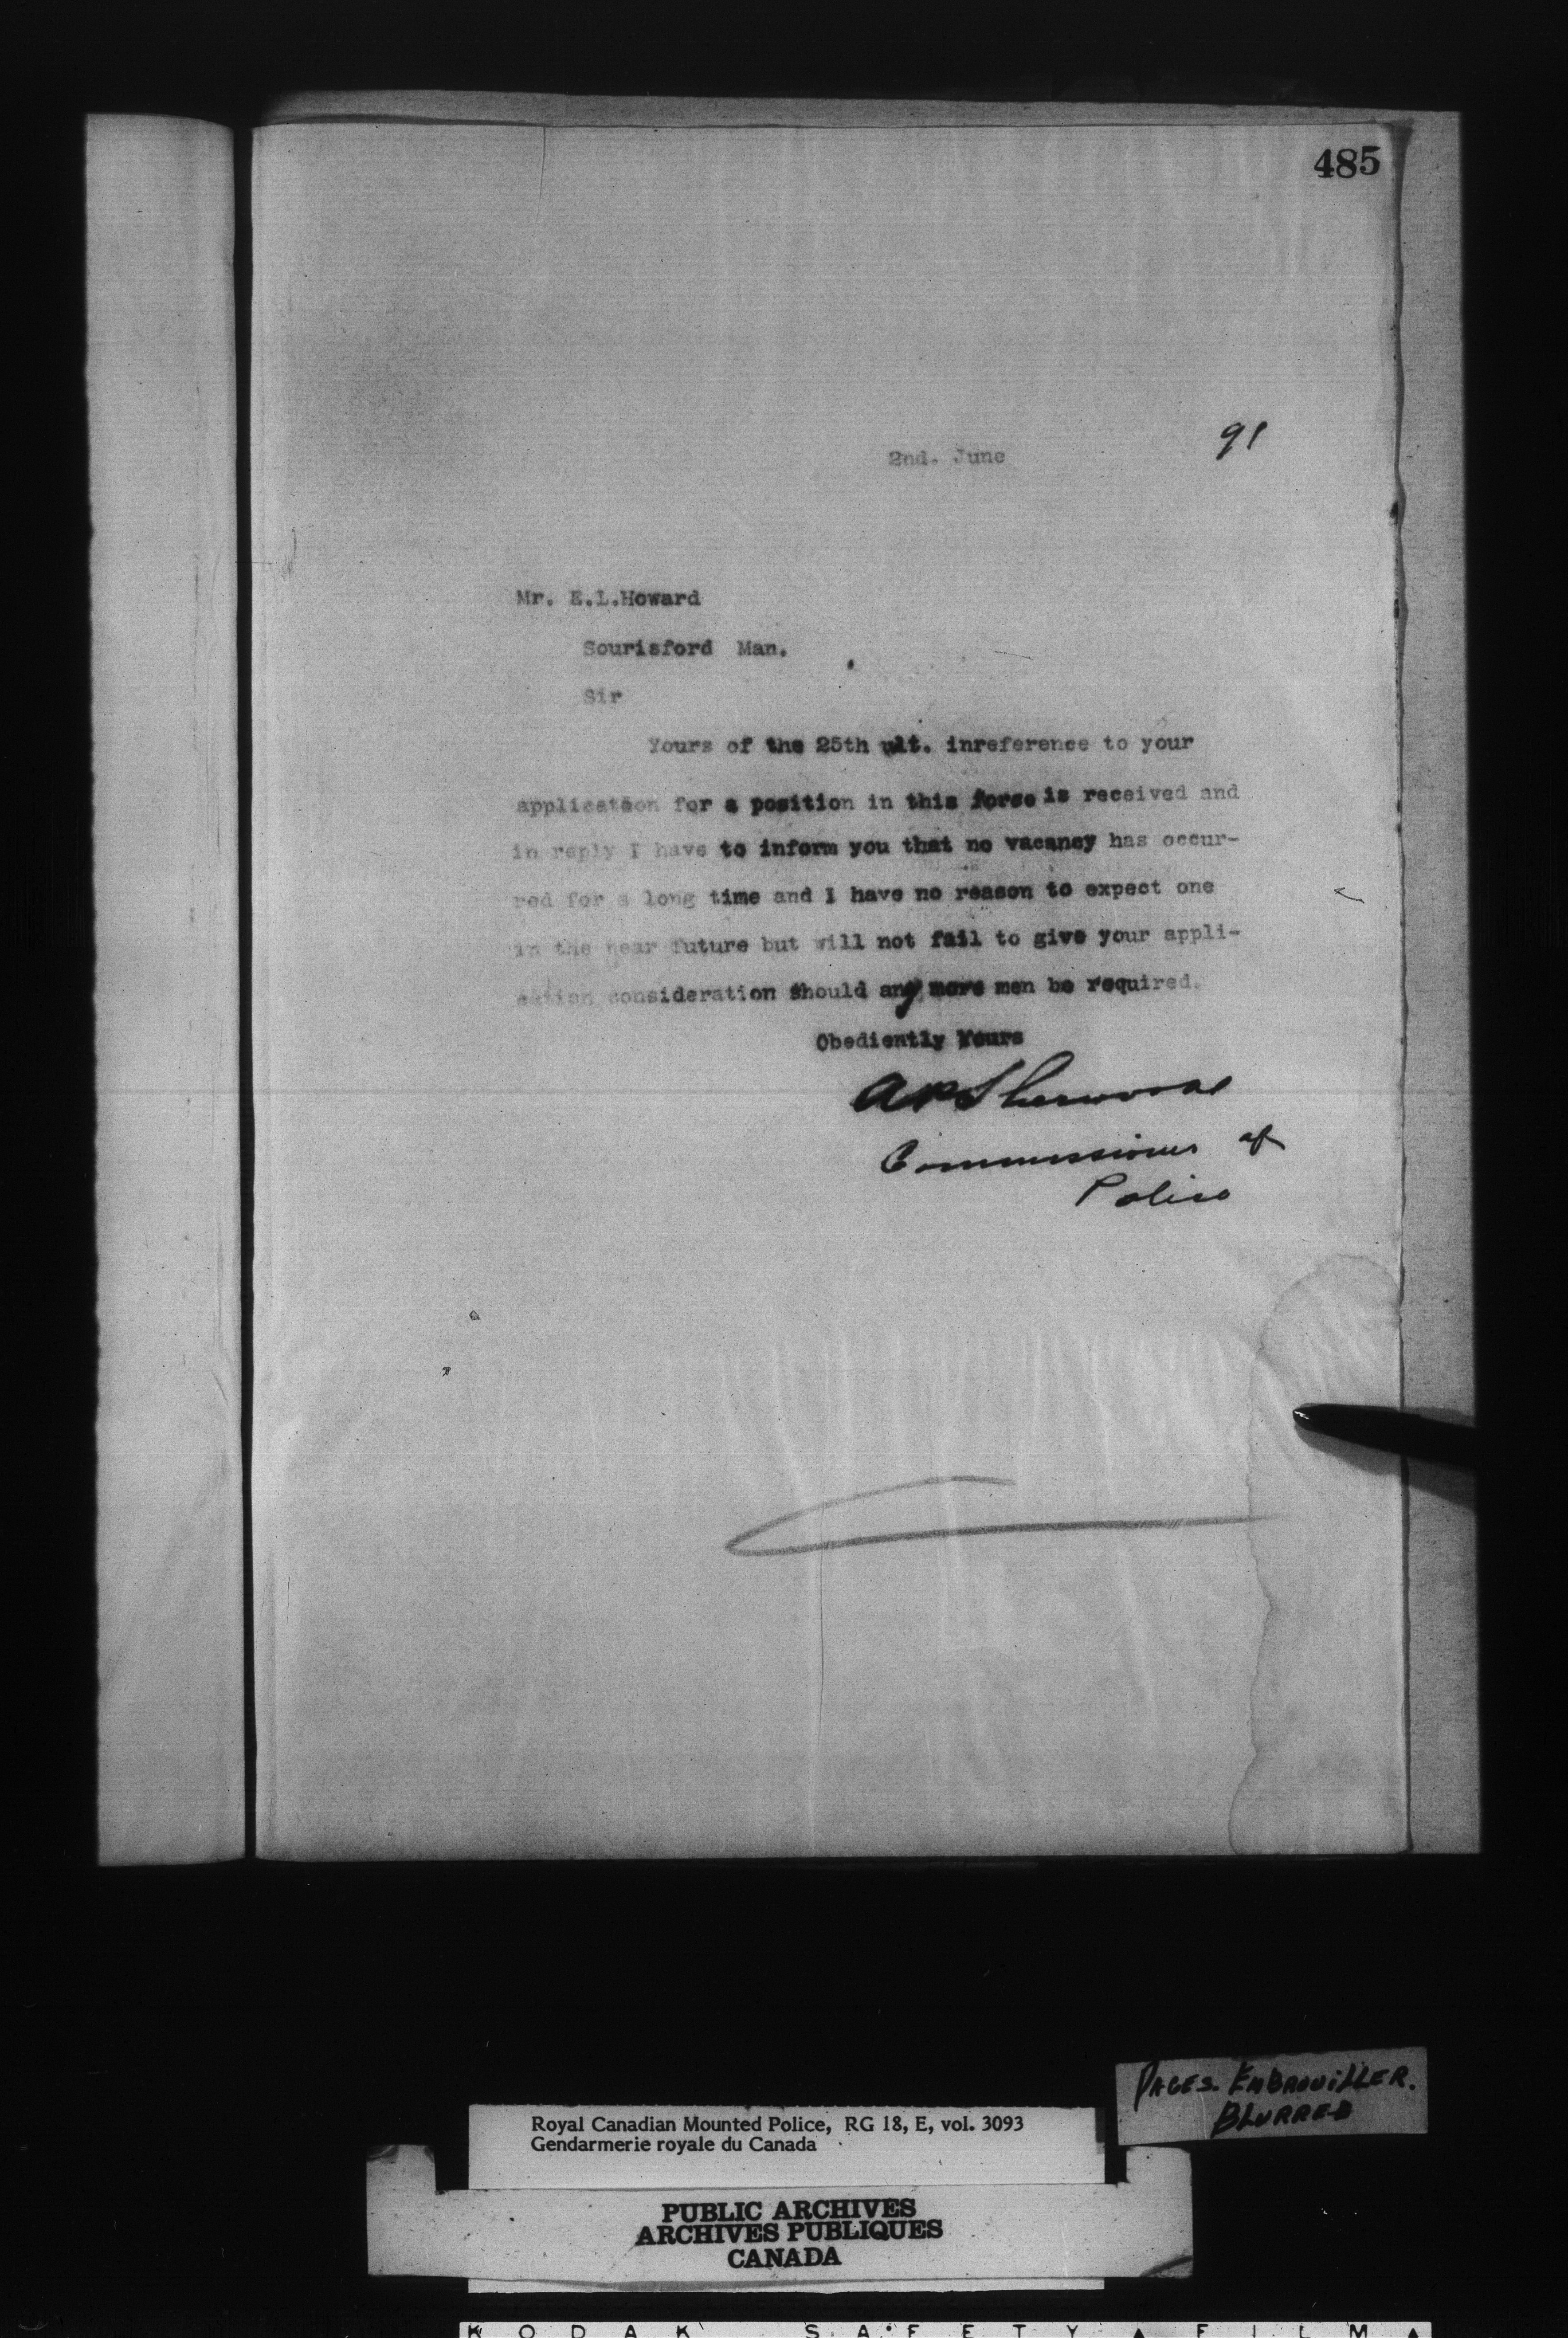 485
2nd. June 91
Mr. E.L.Howard
Sourisford Man.
Sir
Yours of the 25th ult. inreference to your
application for a position in this force is received and
in reply I have to inform you that no vacancy has occur-
red for a long time and I have no reason to expect one
in the near future but will not fail to give your appli-
cation consideration should any more men be required.
Obediently Yours
APSherwood
Commissioner of
Police
PAGES. EMBROUILLER.
BLURRED
Royal Canadian Mounted Police, RG 18, E, vol. 3093
Gendarmerie royale du Canada
PUBLIC ARCHIVES
ARCHIVES PUBLIQUES
CANADA
KODAK SAFETY FILM